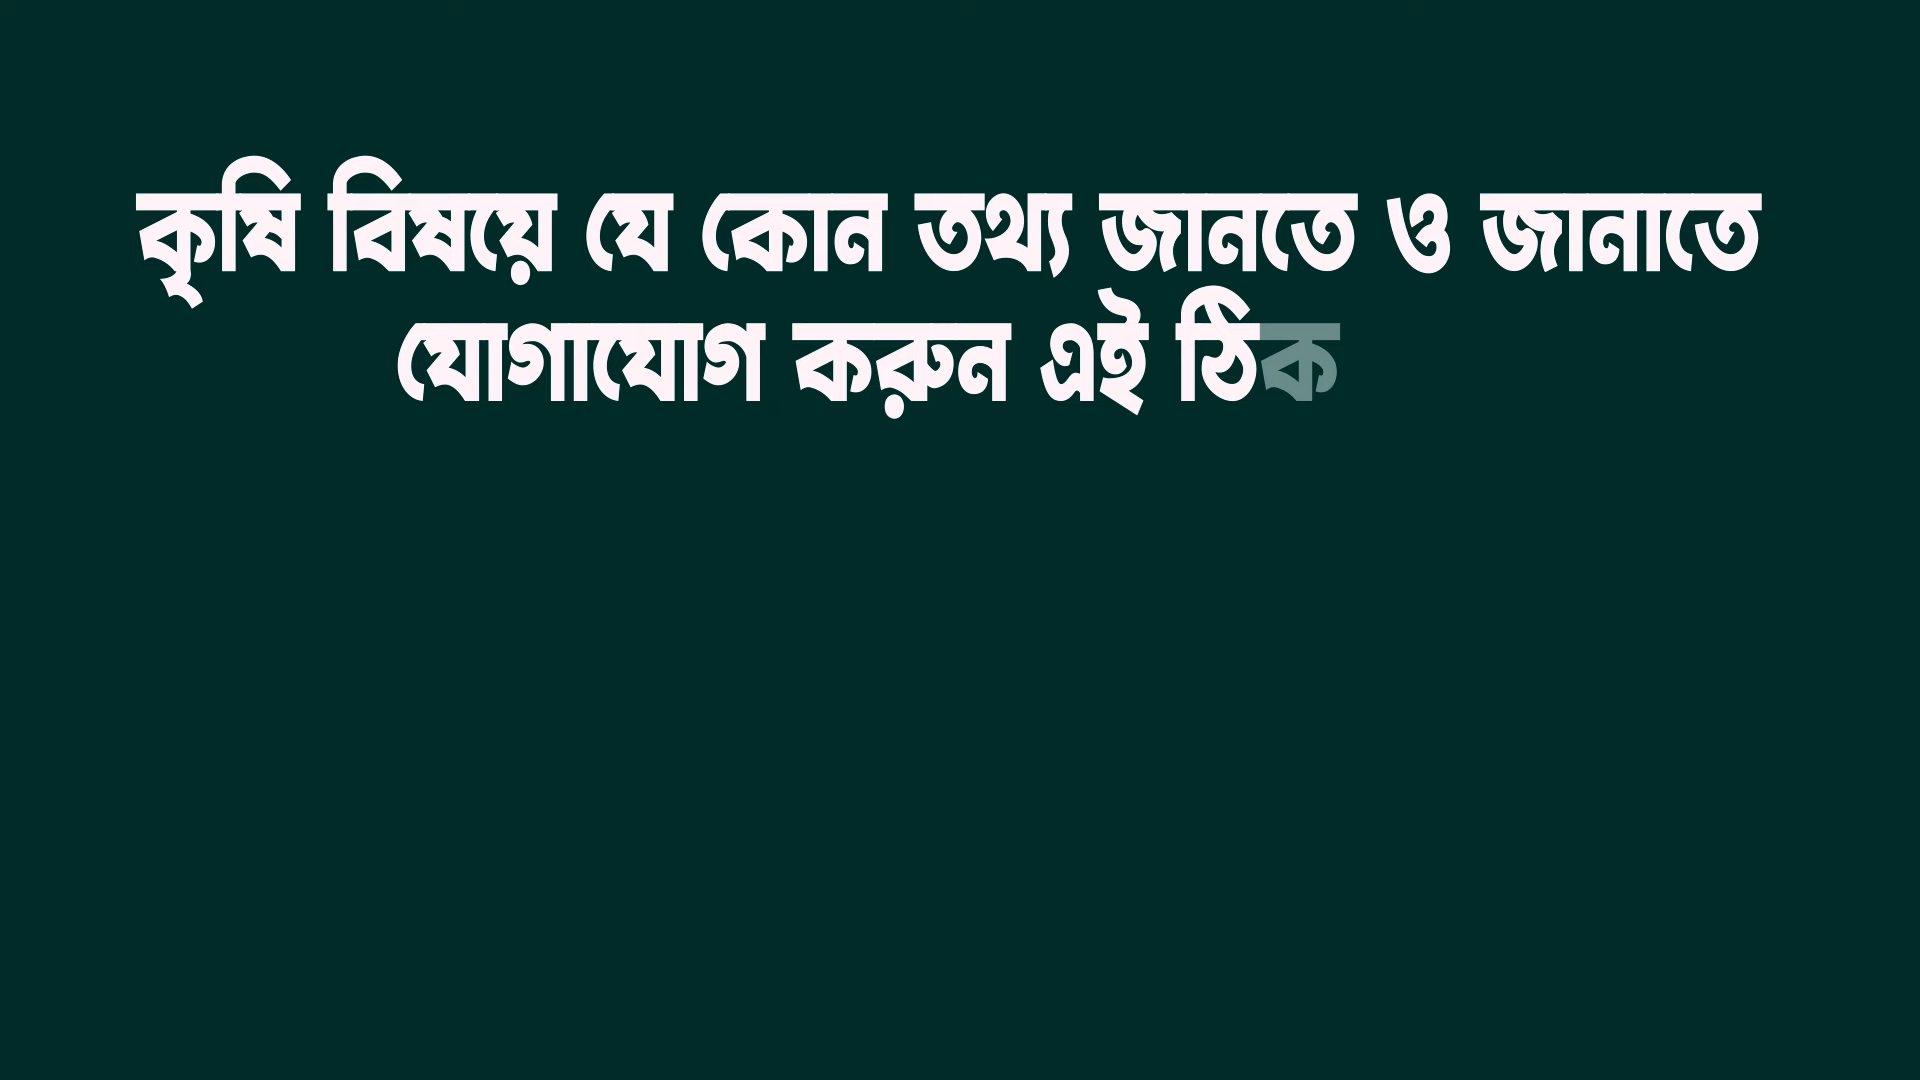 কৃষি বিষয়ে যে কোন তথ্য জানতে ও জানাতে
যোগাযোগ করুন এই ঠিক